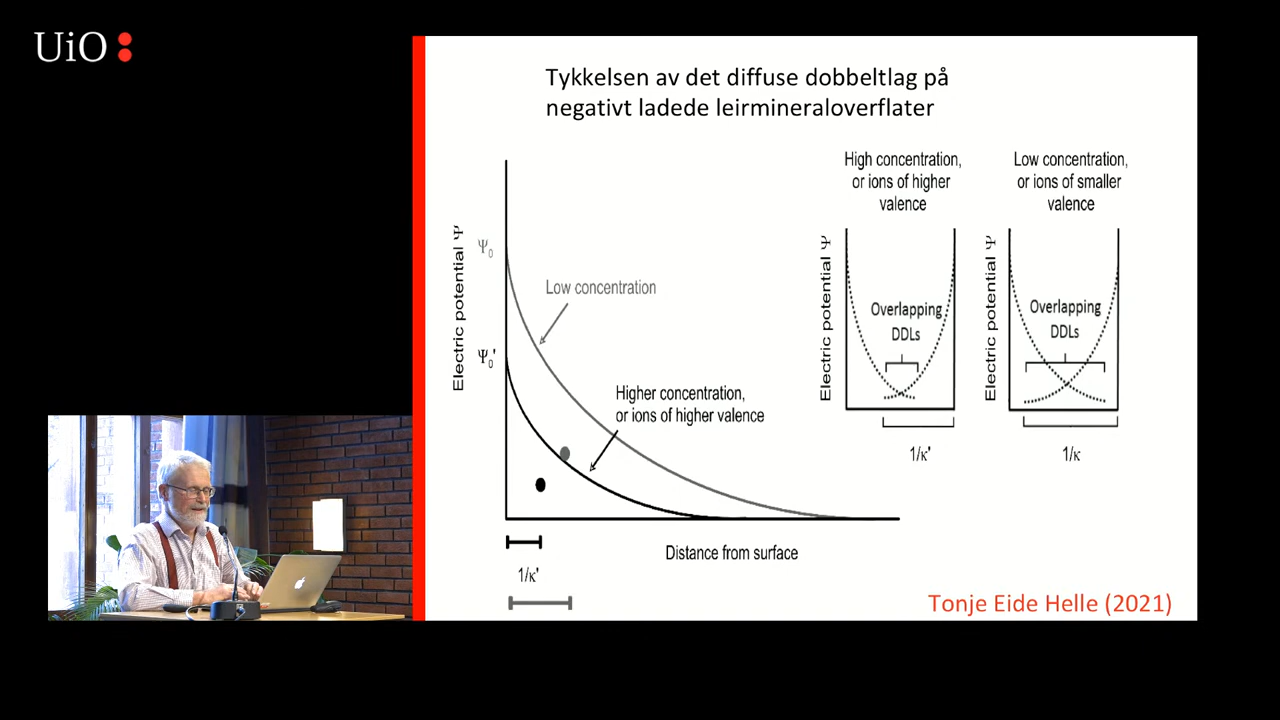 UiO
Tykkelsen av det diffuse dobbeltlag på
negativt ladede leirmineraloverflater
Electric potential Ψ
Ψ₀
Ψ₀'
Low concentration
Higher concentration,
or ions of higher valence
Distance from surface
1/κ'
High concentration,
or ions of higher
valence
Electric potential Ψ
Overlapping
DDLs
1/κ'
Low concentration,
or ions of smaller
valence
Electric potential Ψ
Overlapping
DDLs
1/κ
Tonje Eide Helle (2021)